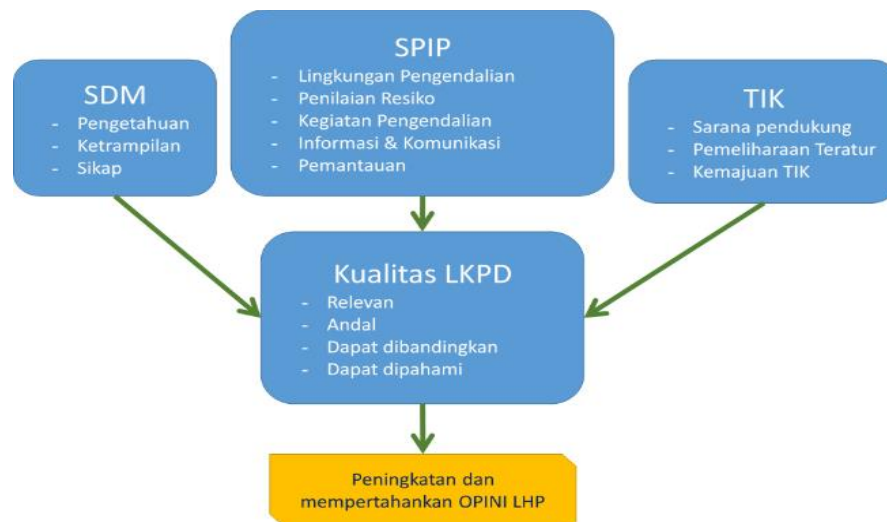 SDM
- Pengetahuan
- Ketrampilan
- Sikap
SPIP
- Lingkungan Pengendalian
- Penilaian Resiko
- Kegiatan Pengendalian
- Informasi & Komunikasi
- Pemantauan
TIK
- Sarana pendukung
- Pemeliharaan Teratur
- Kemajuan TIK
Kualitas LKPD
- Relevan
- Andal
- Dapat dibandingkan
- Dapat dipahami
Peningkatan dan
mempertahankan OPINI LHP